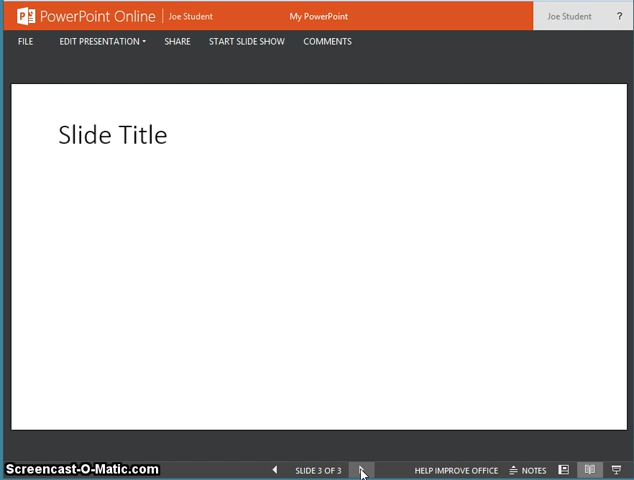 PowerPoint Online Joe Student My PowerPoint Joe Student ?
FILE EDIT PRESENTATION SHARE START SLIDE SHOW COMMENTS
Slide Title
SLIDE 3 OF 3 HELP IMPROVE OFFICE NOTES
Screencast-O-Matic.com